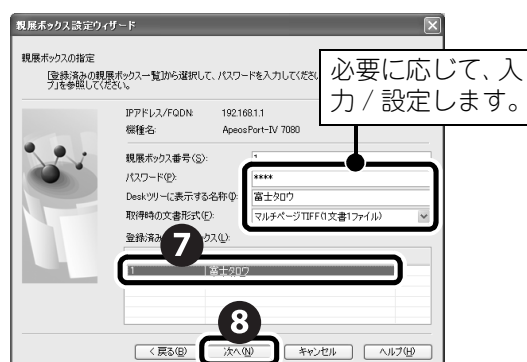 親展ボックス設定ウィザード
親展ボックスの指定
[登録済みの親展ボックス一覧]から選択して、パスワードを入力してくださ
プ]を参照してください。
必要に応じて、入
力 / 設定します。
IPアドレス/FQDN: 192.168.1.1
機種名: ApeosPort-IV 7080
親展ボックス番号(S): 1
パスワード(P): ****
Deskツリーに表示する名称(I): 富士タロウ
取得時の文書形式(F): マルチページTIFF(1文書1ファイル)
登録済み クス(L):
7
1 富士タロウ
8
< 戻る(B) 次へ(N) キャンセル ヘルプ(H)